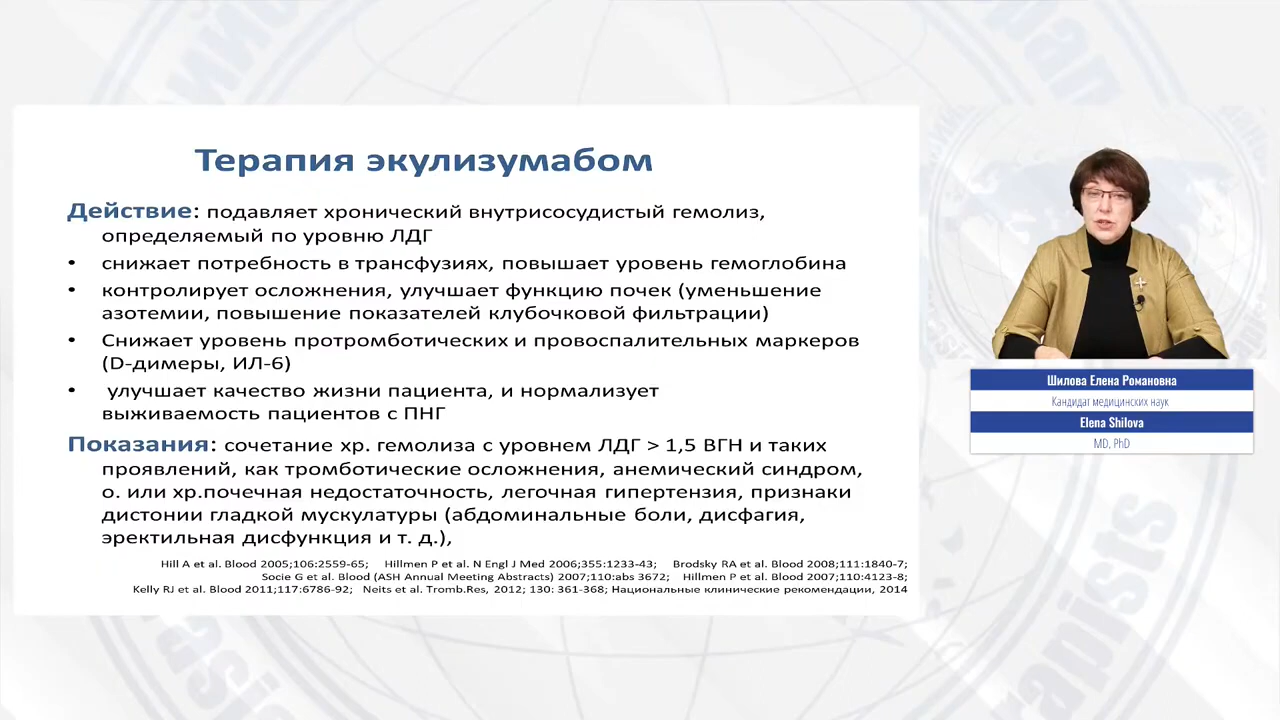 Терапия экулизумабом
Действие: подавляет хронический внутрисосудистый гемолиз,
определяемый по уровню ЛДГ
• снижает потребность в трансфузиях, повышает уровень гемоглобина
• контролирует осложнения, улучшает функцию почек (уменьшение
азотемии, повышение показателей клубочковой фильтрации)
• Снижает уровень протромботических и провоспалительных маркеров
(D-димеры, ИЛ-6)
• улучшает качество жизни пациента, и нормализует
выживаемость пациентов с ПНГ
Показания: сочетание хр. гемолиза с уровнем ЛДГ > 1,5 ВГН и таких
проявлений, как тромботические осложнения, анемический синдром,
о. или хр.почечная недостаточность, легочная гипертензия, признаки
дистонии гладкой мускулатуры (абдоминальные боли, дисфагия,
эректильная дисфункция и т. д.),
Hill A et al. Blood 2005;106:2559-65; Hillmen P et al. N Engl J Med 2006;355:1233-43; Brodsky RA et al. Blood 2008;111:1840-7;
Socie G et al. Blood (ASH Annual Meeting Abstracts) 2007;110:abs 3672; Hillmen P et al. Blood 2007;110:4123-8;
Kelly RJ et al. Blood 2011;117:6786-92; Neits et al. Tromb.Res, 2012; 130: 361-368; Национальные клинические рекомендации, 2014
Шилова Елена Романовна
Кандидат медицинских наук
Elena Shilova
MD, PhD